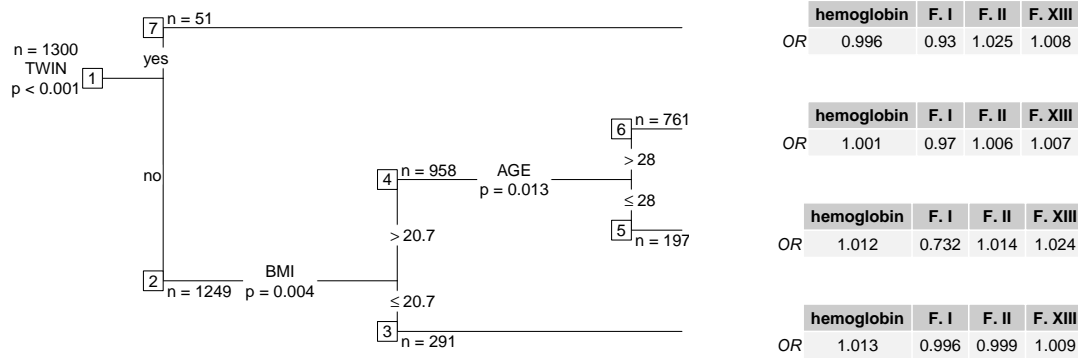 7 n = 51
n = 1300
TWIN
p < 0.001
1
yes
no
2
n = 1249
BMI
p = 0.004
4 n = 958
> 20.7
≤ 20.7
3
n = 291
AGE
p = 0.013
6 n = 761
> 28
≤ 28
5
n = 197
hemoglobin F. I F. II F. XIII
OR 0.996 0.93 1.025 1.008
hemoglobin F. I F. II F. XIII
OR 1.001 0.97 1.006 1.007
hemoglobin F. I F. II F. XIII
OR 1.012 0.732 1.014 1.024
hemoglobin F. I F. II F. XIII
OR 1.013 0.996 0.999 1.009